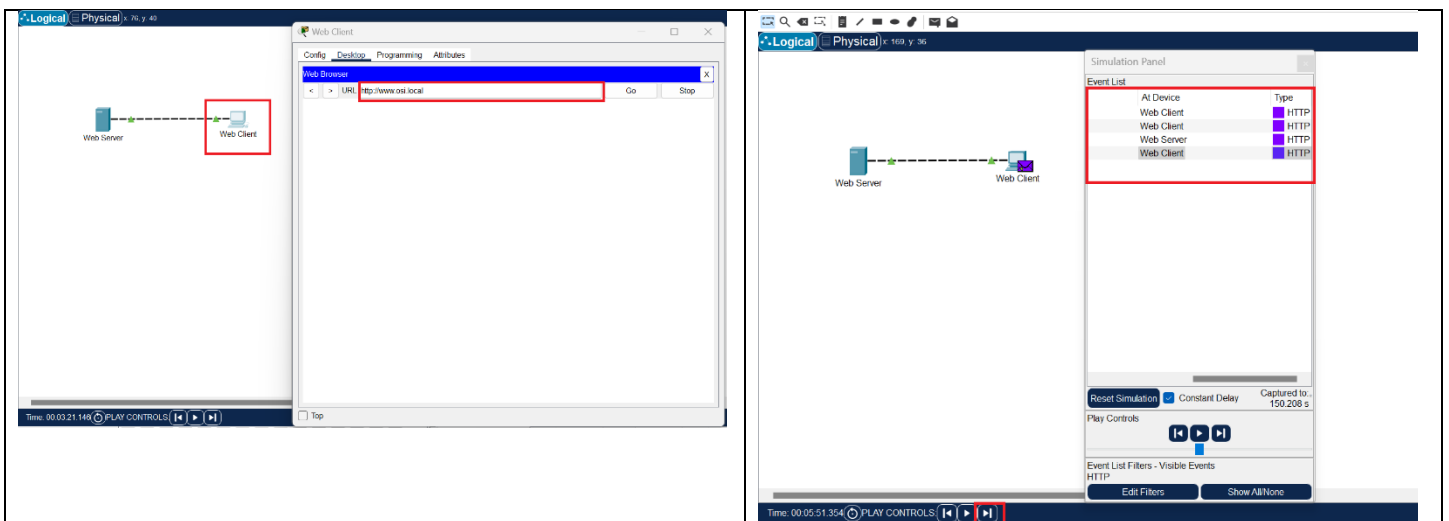 Logical Physical x: 76, y: 40
Web Client
Config Desktop Programming Attributes
Web Browser X
< > URL http://www.osi.local Go Stop
Web Server
Web Client
Time: 00:03:21.146 PLAY CONTROLS:
Top
Logical Physical x: 169, y: 36
Simulation Panel
Event List
At Device Type
Web Client HTTP
Web Client HTTP
Web Server HTTP
Web Client HTTP
Web Server
Web Client
Reset Simulation Constant Delay Captured to:
150.208 s
Play Controls
Event List Filters - Visible Events
HTTP
Edit Filters Show All/None
Time: 00:05:51.354 PLAY CONTROLS: